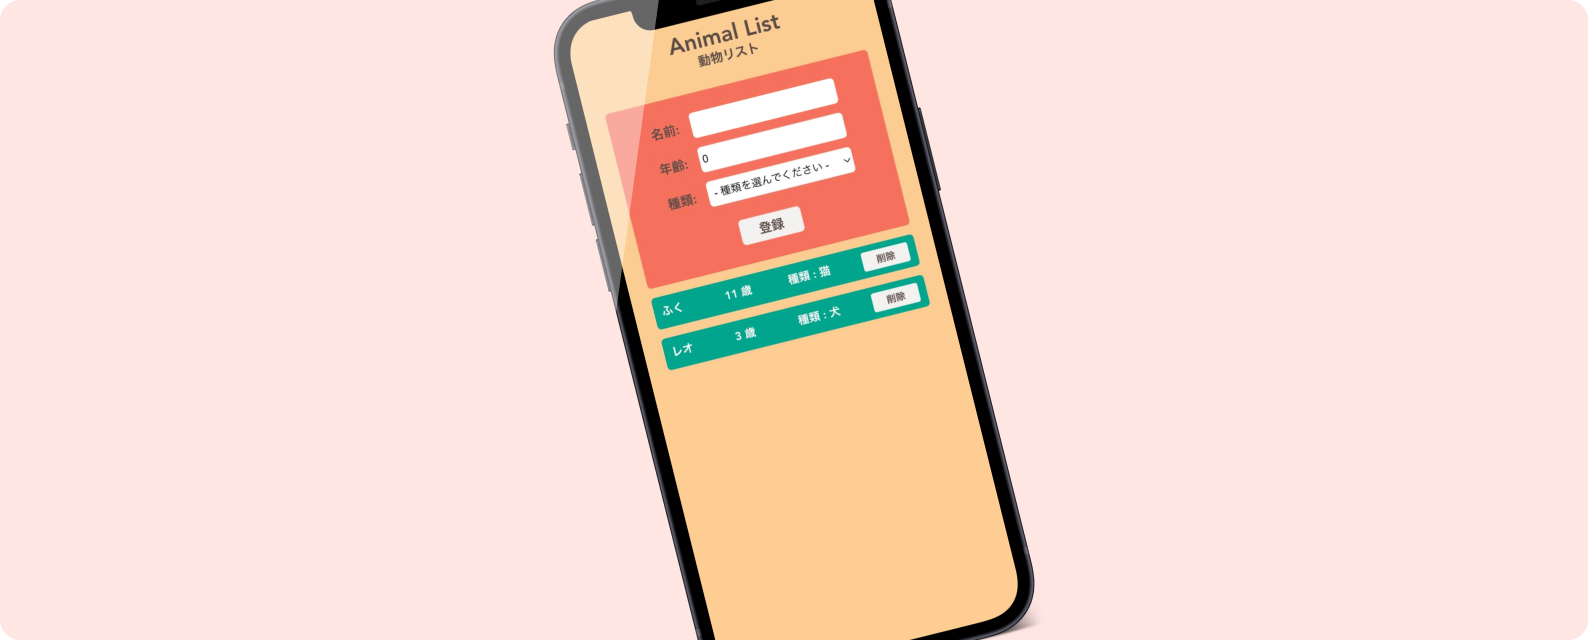 Animal List
動物リスト
名前:
年齢: 0
種類: - 種類を選んでください -
登録
ふく 11 歳 種類 : 猫 削除
レオ 3 歳 種類 : 犬 削除